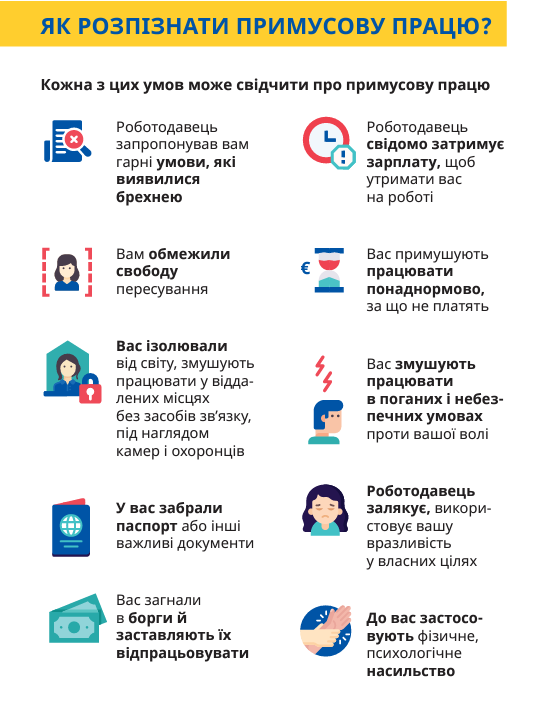 ЯК РОЗПІЗНАТИ ПРИМУСОВУ ПРАЦЮ?
Кожна з цих умов може свідчити про примусову працю
Роботодавець
запропонував вам
гарні умови, які
виявилися
брехнею
Вам обмежили
свободу
пересування
Вас ізолювали
від світу, змушують
працювати у відда-
лених місцях
без засобів зв’язку,
під наглядом
камер і охоронців
У вас забрали
паспорт або інші
важливі документи
Вас загнали
в борги й
заставляють їх
відпрацьовувати
Роботодавець
свідомо затримує
зарплату, щоб
утримати вас
на роботі
€
Вас примушують
працювати
понаднормово,
за що не платять
Вас змушують
працювати
в поганих і небез-
печних умовах
проти вашої волі
Роботодавець
залякує, викори-
стовує вашу
вразливість
у власних цілях
До вас застосо-
вують фізичне,
психологічне
насильство